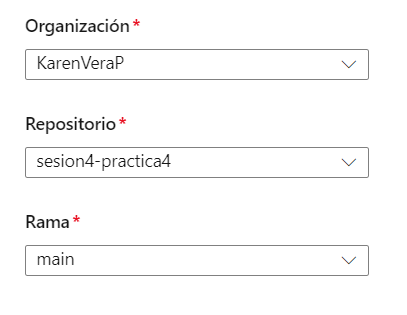 Organización *
KarenVeraP
Repositorio *
sesion4-practica4
Rama *
main